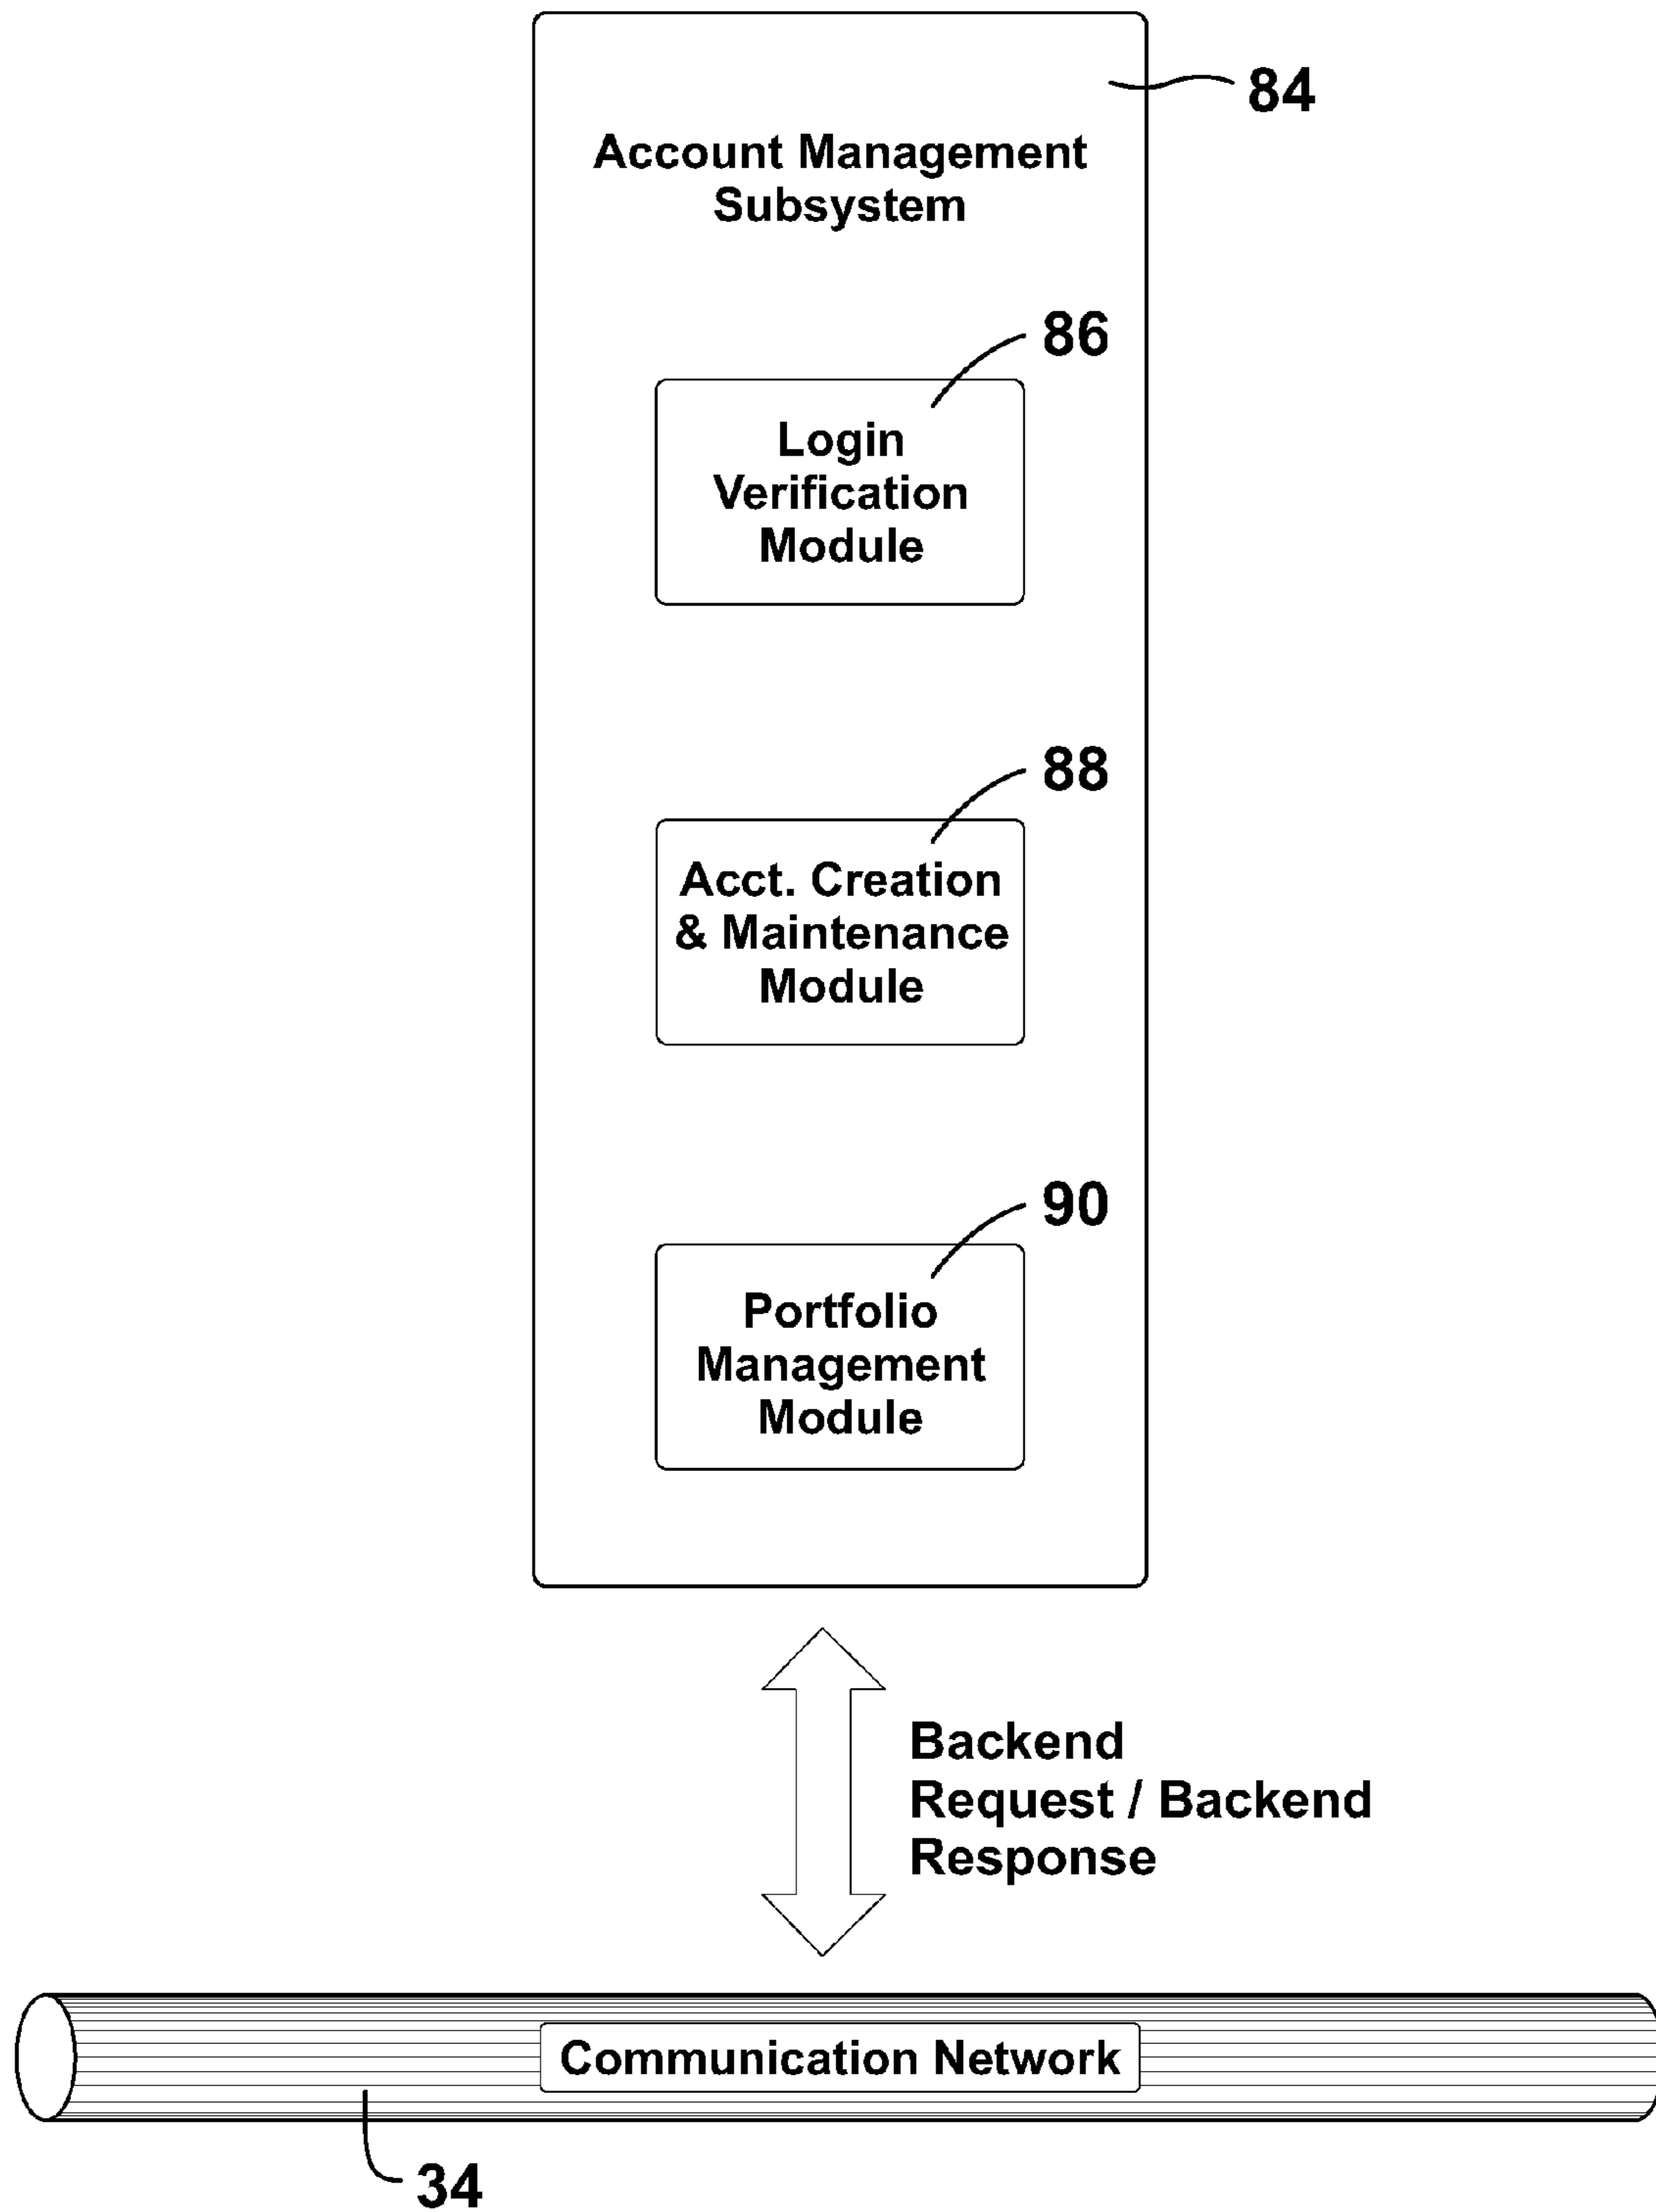 84
Account Management
Subsystem
86
Login
Verification
Module
88
Acct. Creation
& Maintenance
Module
90
Portfolio
Management
Module
Backend
Request / Backend
Response
Communication Network
34